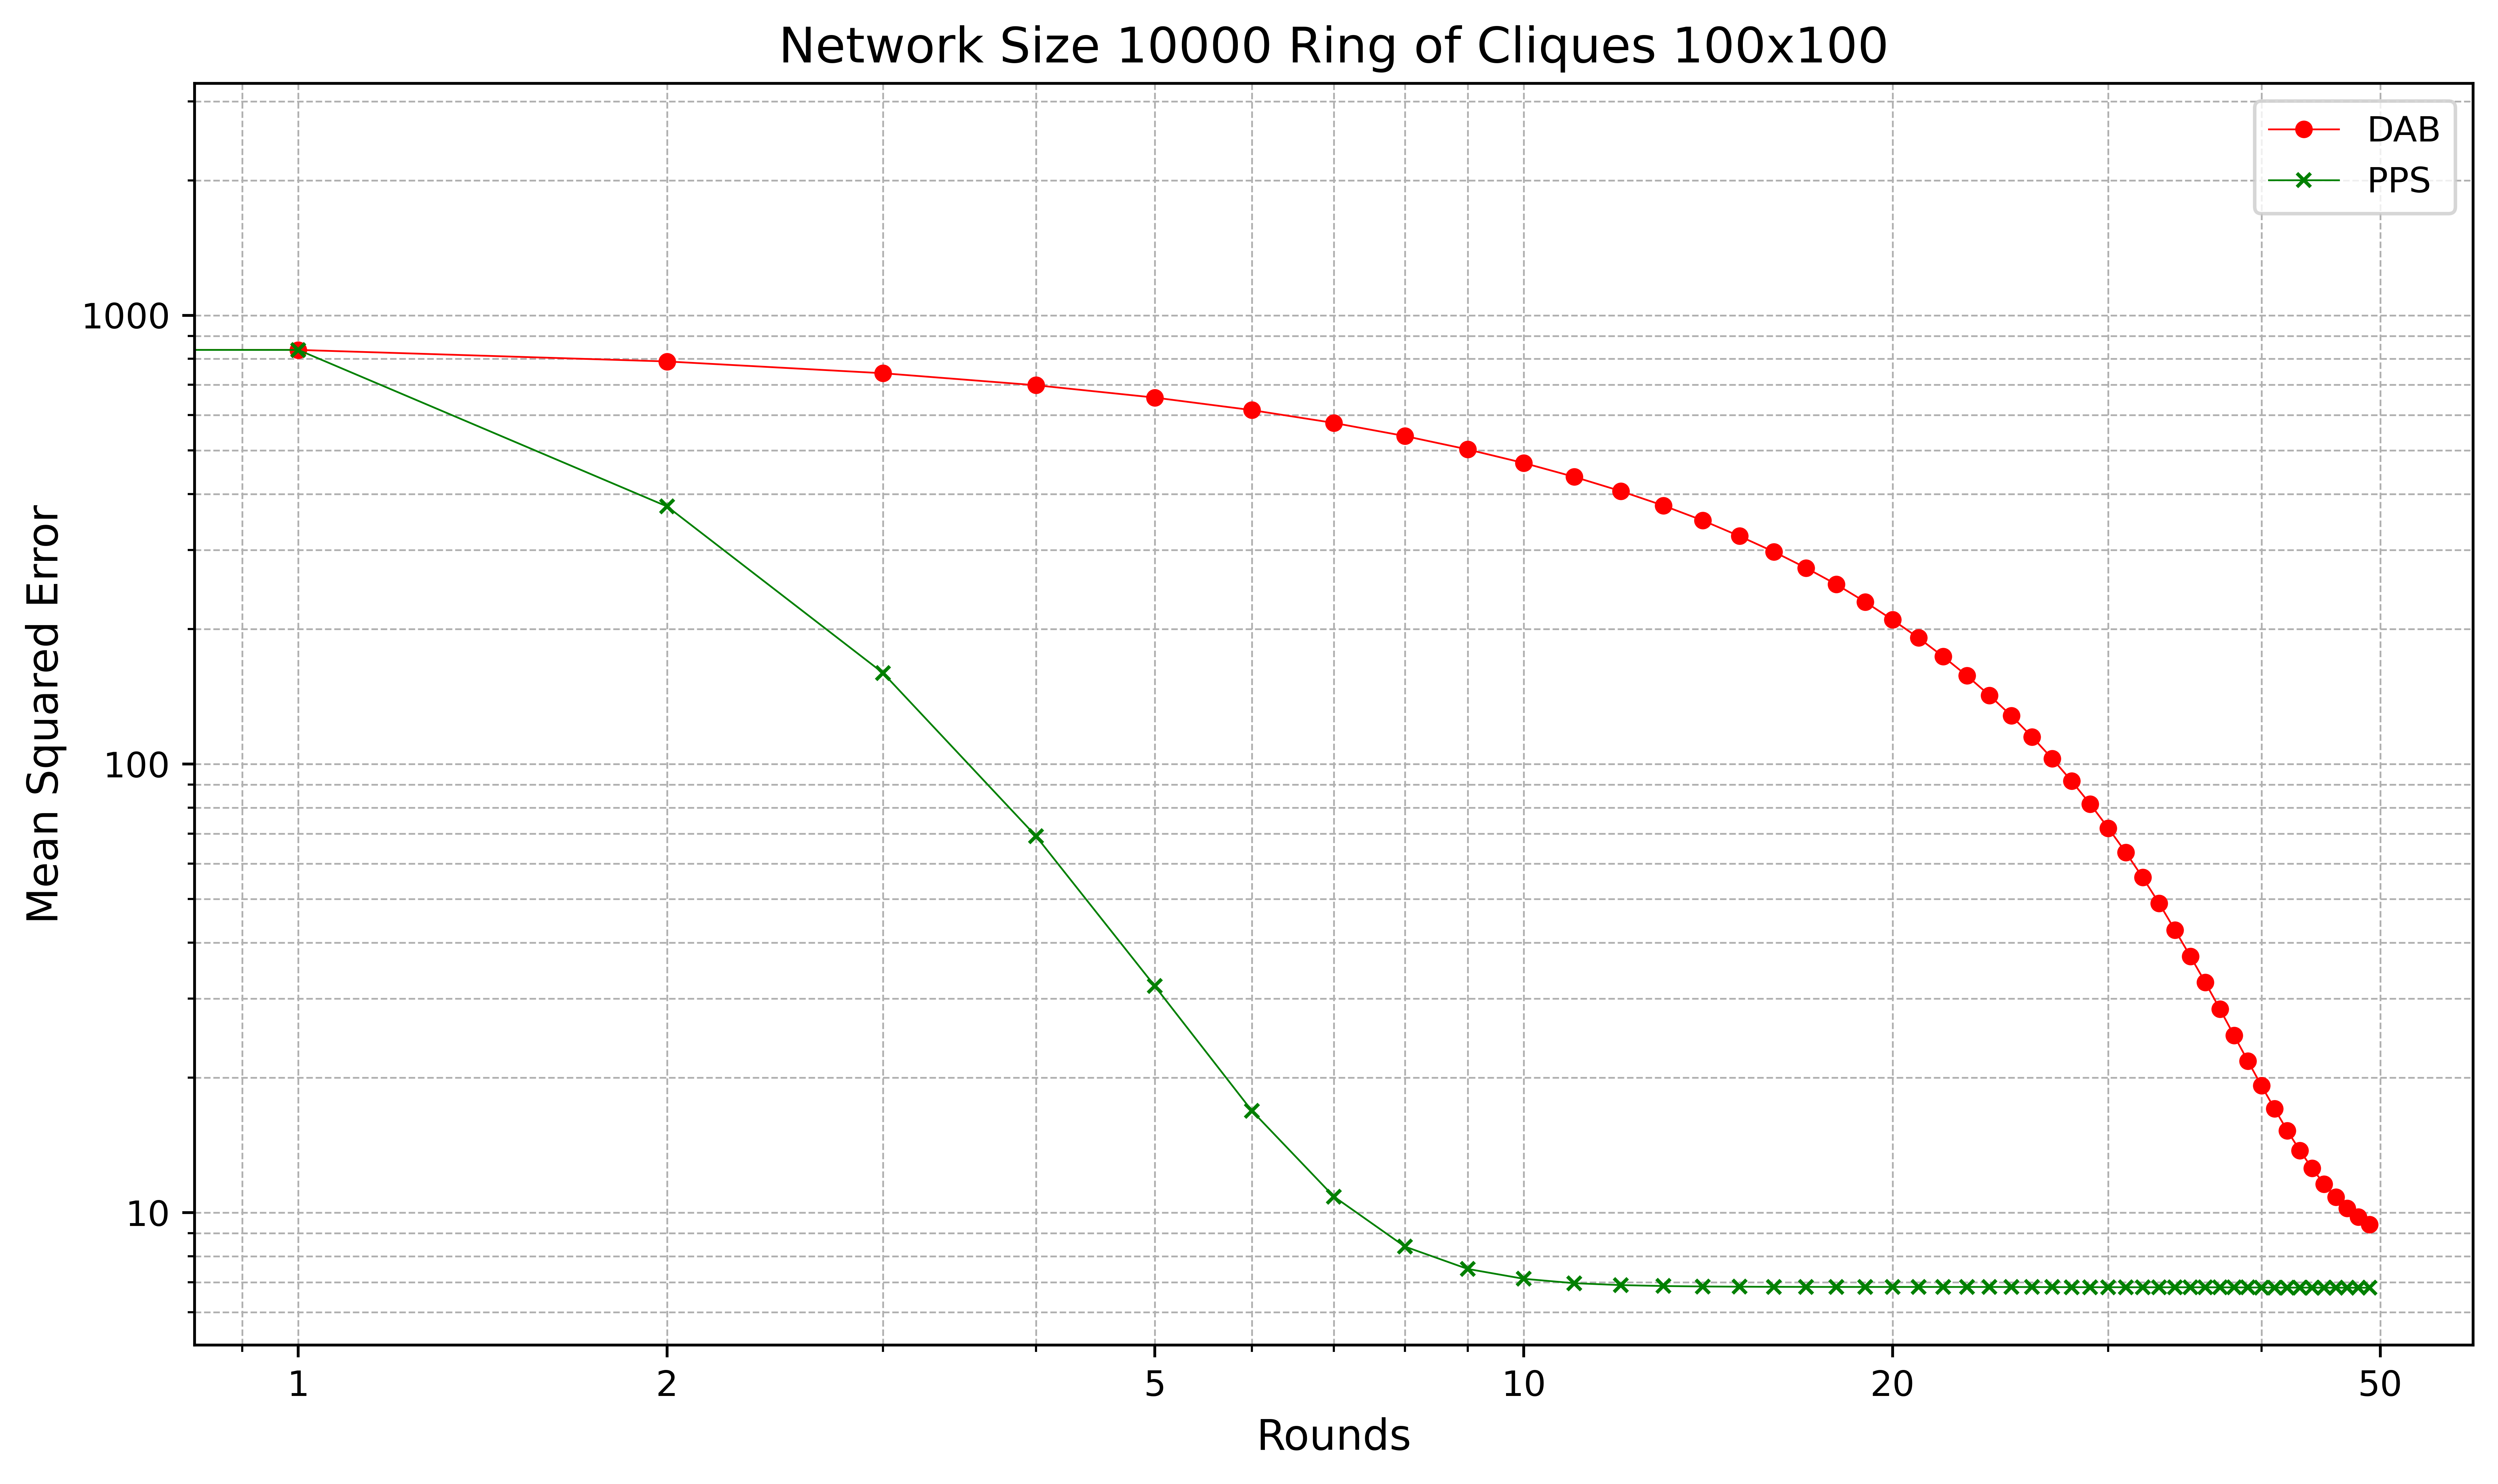 Network Size 10000 Ring of Cliques 100x100
DAB
PPS
Mean Squared Error
1000
100
10
1 2 5 10 20 50
Rounds